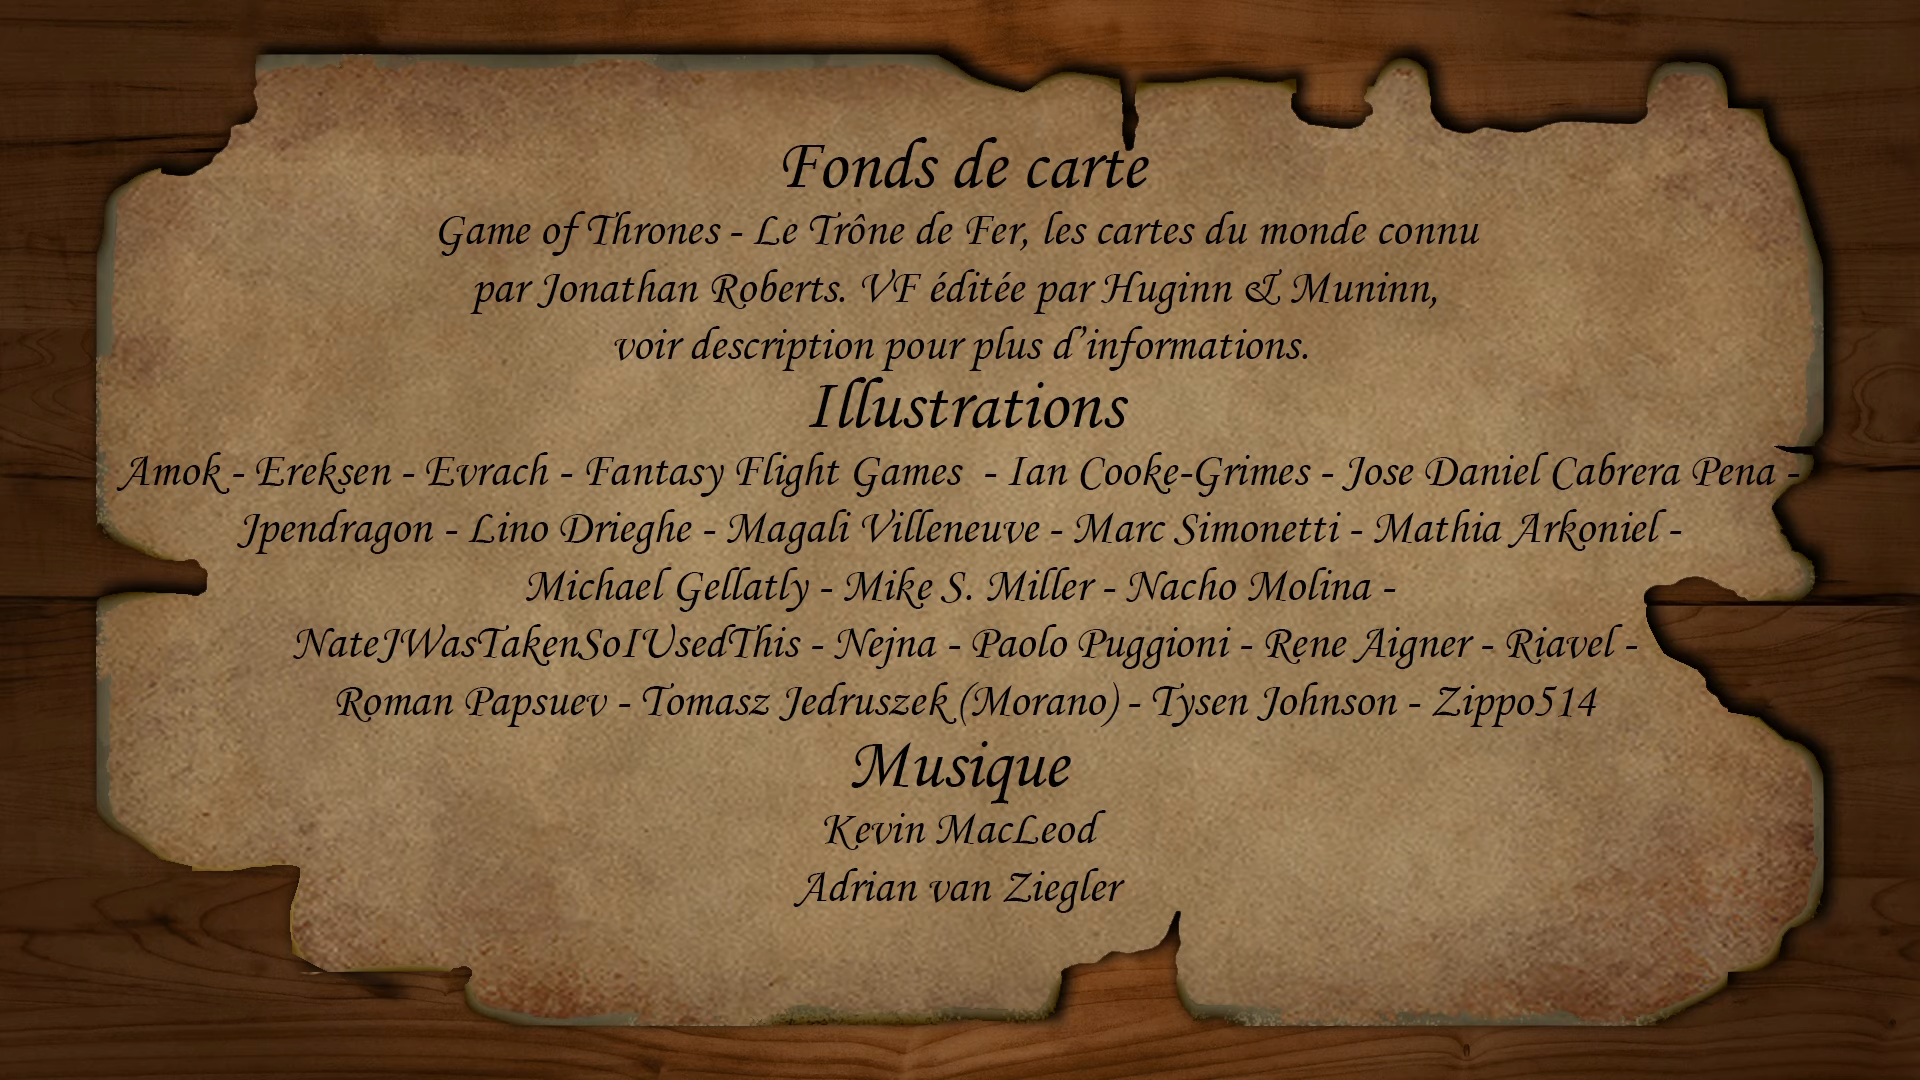 Fonds de carte
Game of Thrones - Le Trône de Fer, les cartes du monde connu
par Jonathan Roberts. VF éditée par Huginn & Muninn,
voir description pour plus d'informations.
Illustrations
Amok - Ereksen - Evrach - Fantasy Flight Games - Ian Cooke-Grimes - Jose Daniel Cabrera Pena -
Jpendragon - Lino Drieghe - Magali Villeneuve - Marc Simonetti - Mathia Arkoniel -
Michael Gellatly - Mike S. Miller - Nacho Molina -
NateJWasTakenSoIUsedThis - Nejna - Paolo Puggioni - Rene Aigner - Riavel -
Roman Papsuev - Tomasz Jedruszek (Morano) - Tysen Johnson - Zippo514
Musique
Kevin MacLeod
Adrian van Ziegler